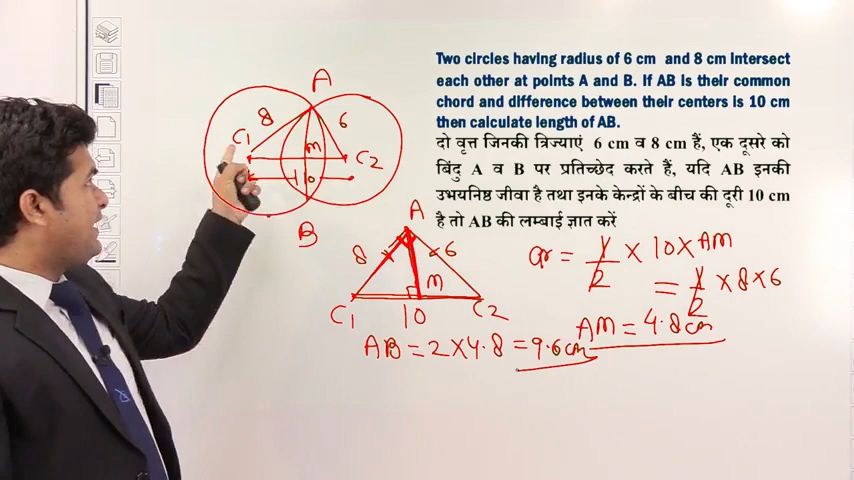 Two circles having radius of 6 cm and 8 cm intersect
each other at points A and B. If AB is their common
chord and difference between their centers is 10 cm
then calculate length of AB.
दो वृत्त जिनकी त्रिज्याएं 6 cm व 8 cm हैं, एक दूसरे को
बिंदु A व B पर प्रतिच्छेद करते हैं, यदि AB इनकी
उभयनिष्ठ जीवा है तथा इनके केन्द्रों के बीच की दूरी 10 cm
है तो AB की लम्बाई ज्ञात करें
A
8
6
C1
M
C2
10
B
A
8
6
M
C1
10
C2
ar = 1/2 × 10 × AM
= 1/2 × 8 × 6
AM = 4.8 cm
AB = 2 × 4.8 = 9.6 cm